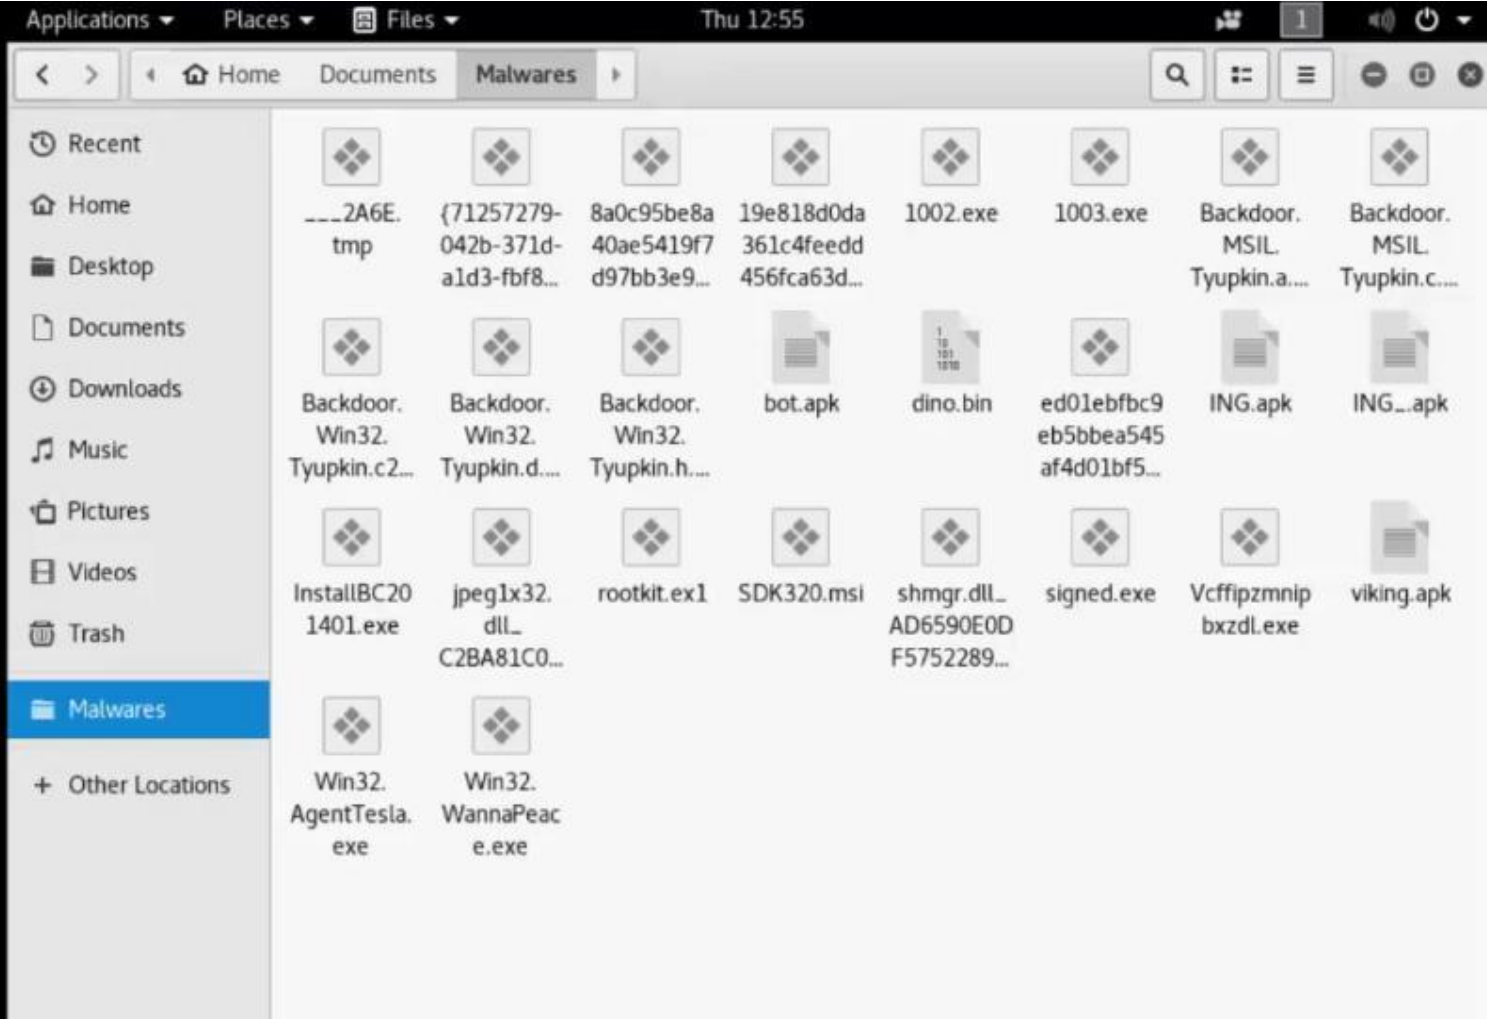 Applications Places Files Thu 12:55 1
Home Documents Malwares
Recent
Home
Desktop
Documents
Downloads
Music
Pictures
Videos
Trash
Malwares
+ Other Locations
___2A6E.
tmp
{71257279-
042b-371d-
a1d3-fbf8...
8a0c95be8a
40ae5419f7
d97bb3e9...
19e818d0da
361c4feedd
456fca63d...
1002.exe
1003.exe
Backdoor.
MSIL.
Tyupkin.a....
Backdoor.
MSIL.
Tyupkin.c....
Backdoor.
Win32.
Tyupkin.c2...
Backdoor.
Win32.
Tyupkin.d....
Backdoor.
Win32.
Tyupkin.h....
bot.apk
1
10
101
1010
dino.bin
ed01ebfbc9
eb5bbea545
af4d01bf5...
ING.apk
ING_.apk
InstallBC20
1401.exe
jpeg1x32.
dll_
C2BA81C0...
rootkit.ex1
SDK320.msi
shmgr.dll_
AD6590E0D
F5752289...
signed.exe
Vcffipzmnip
bxzdl.exe
viking.apk
Win32.
AgentTesla.
exe
Win32.
WannaPeac
e.exe